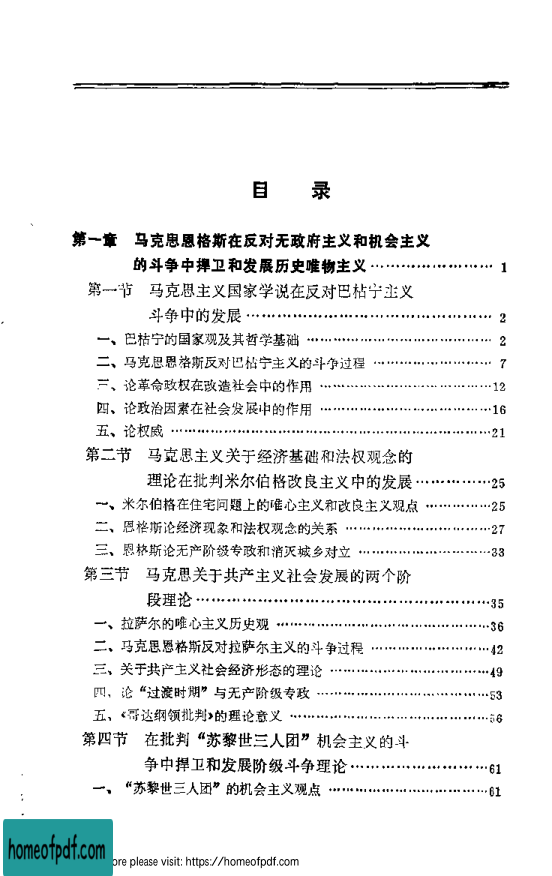 目 录
第一章 马克思恩格斯在反对无政府主义和机会主义
的斗争中捍卫和发展历史唯物主义 …………………… 1
第一节 马克思主义国家学说在反对巴枯宁主义
斗争中的发展 …………………………………… 2
一、巴枯宁的国家观及其哲学基础 …………………………… 2
二、马克思恩格斯反对巴枯宁主义的斗争过程 ………………… 7
三、论革命政权在改造社会中的作用 …………………………12
四、论政治因素在社会发展中的作用 …………………………16
五、论权威 ……………………………………………………21
第二节 马克思主义关于经济基础和法权观念的
理论在批判米尔伯格改良主义中的发展 ……………25
一、米尔伯格在住宅问题上的唯心主义和改良主义观点 …………25
二、恩格斯论经济现象和法权观念的关系 ……………………27
三、恩格斯论无产阶级专政和消灭城乡对立 …………………33
第三节 马克思关于共产主义社会发展的两个阶
段理论 ……………………………………………35
一、拉萨尔的唯心主义历史观 ………………………………36
二、马克思恩格斯反对拉萨尔主义的斗争过程 ………………42
三、关于共产主义社会经济形态的理论 ………………………49
四、论“过渡时期”与无产阶级专政 …………………………53
五、《哥达纲领批判》的理论意义 ……………………………56
第四节 在批判“苏黎世三人团”机会主义的斗
争中捍卫和发展阶级斗争理论 ……………………61
一、“苏黎世三人团”的机会主义观点 ………………………61
homeofpdf.com
ore please visit: https://homeofpdf.com